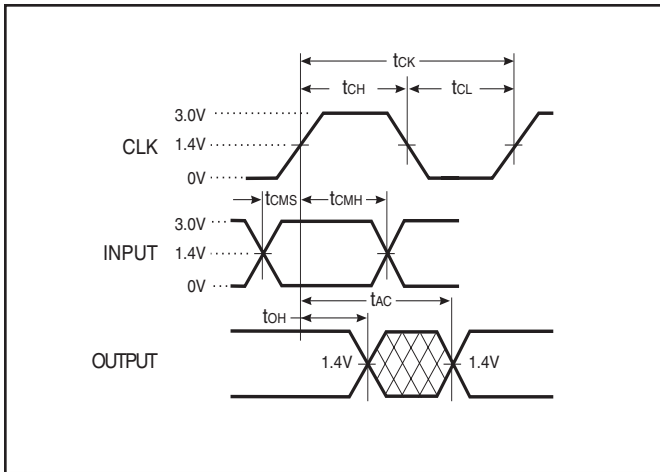 tCK
tCH tCL
3.0V
CLK 1.4V
0V
tCMS tCMH
3.0V
INPUT 1.4V
0V
tAC
tOH
OUTPUT 1.4V 1.4V